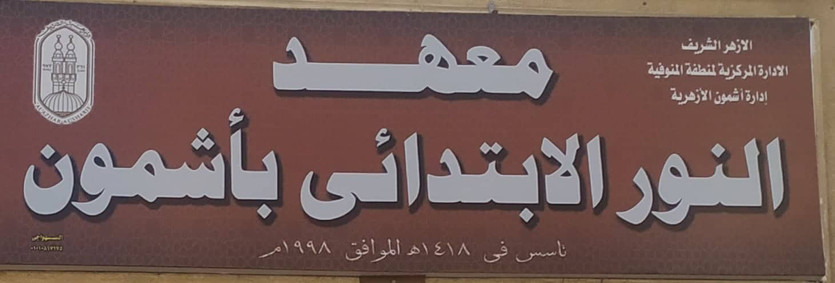 الازهر الشريف
الادارة المركزية لمنطقة المنوفية
إدارة أشمون الأزهرية
معهد
النور الابتدائى بأشمون
تأسس فى ١٤١٨هـ الموافق ١٩٩٨م